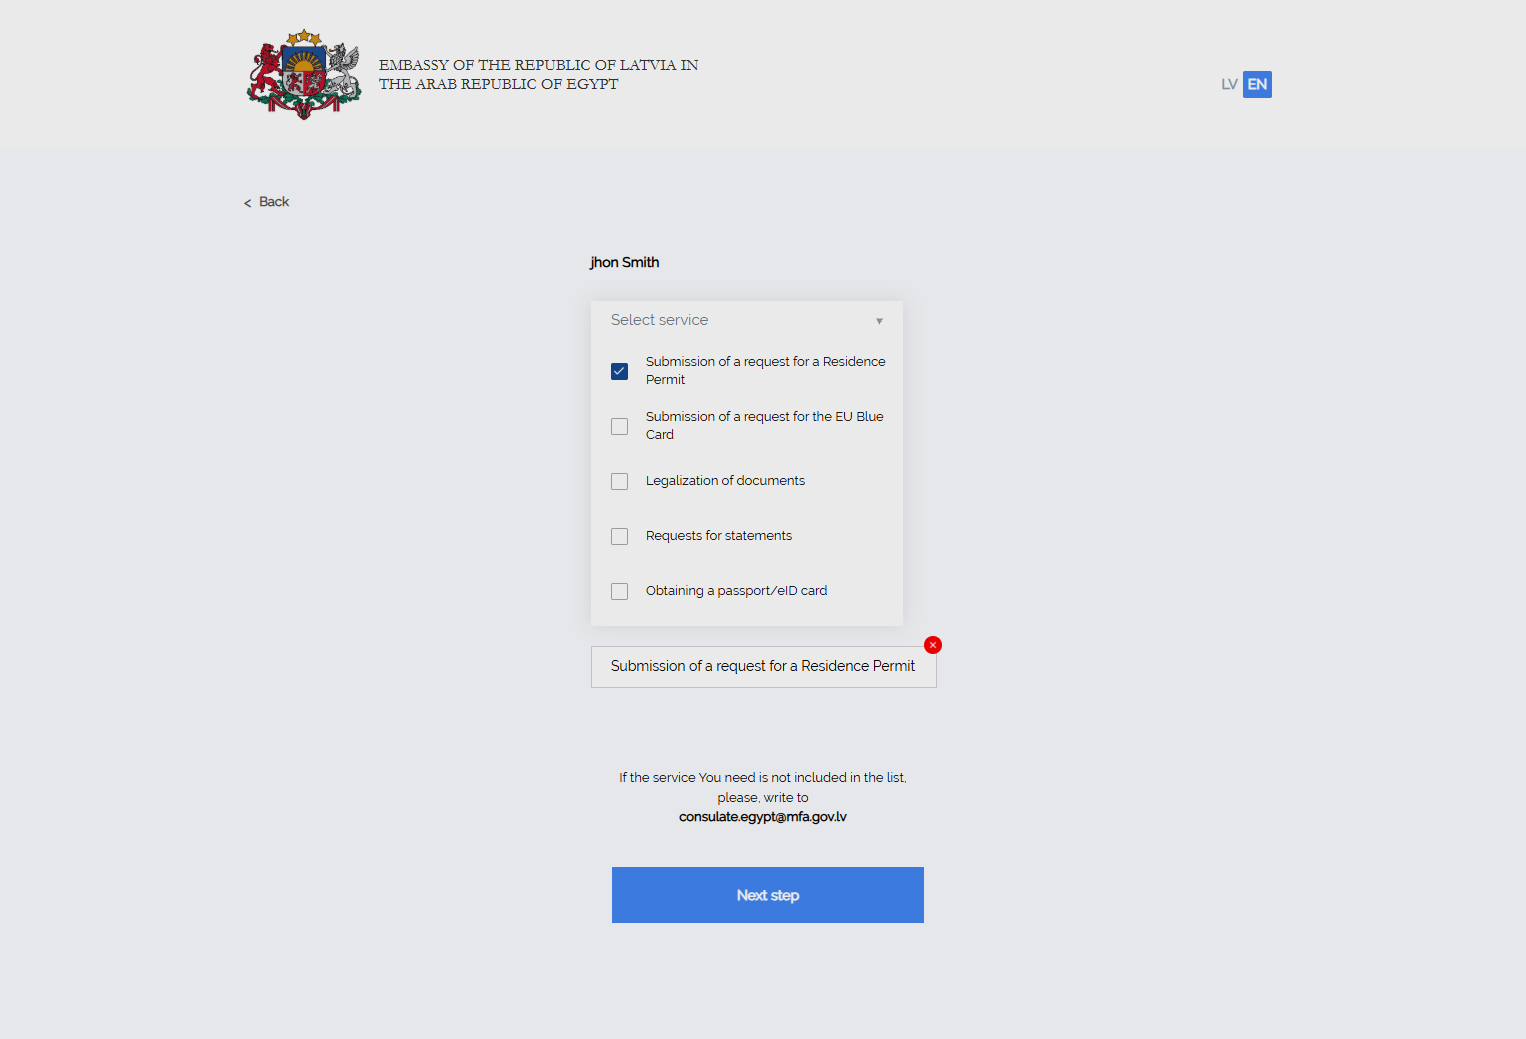 EMBASSY OF THE REPUBLIC OF LATVIA IN
THE ARAB REPUBLIC OF EGYPT
LV EN
< Back
jhon Smith
Select service
Submission of a request for a Residence
Permit
Submission of a request for the EU Blue
Card
Legalization of documents
Requests for statements
Obtaining a passport/eID card
Submission of a request for a Residence Permit
If the service You need is not included in the list,
please, write to
consulate.egypt@mfa.gov.lv
Next step